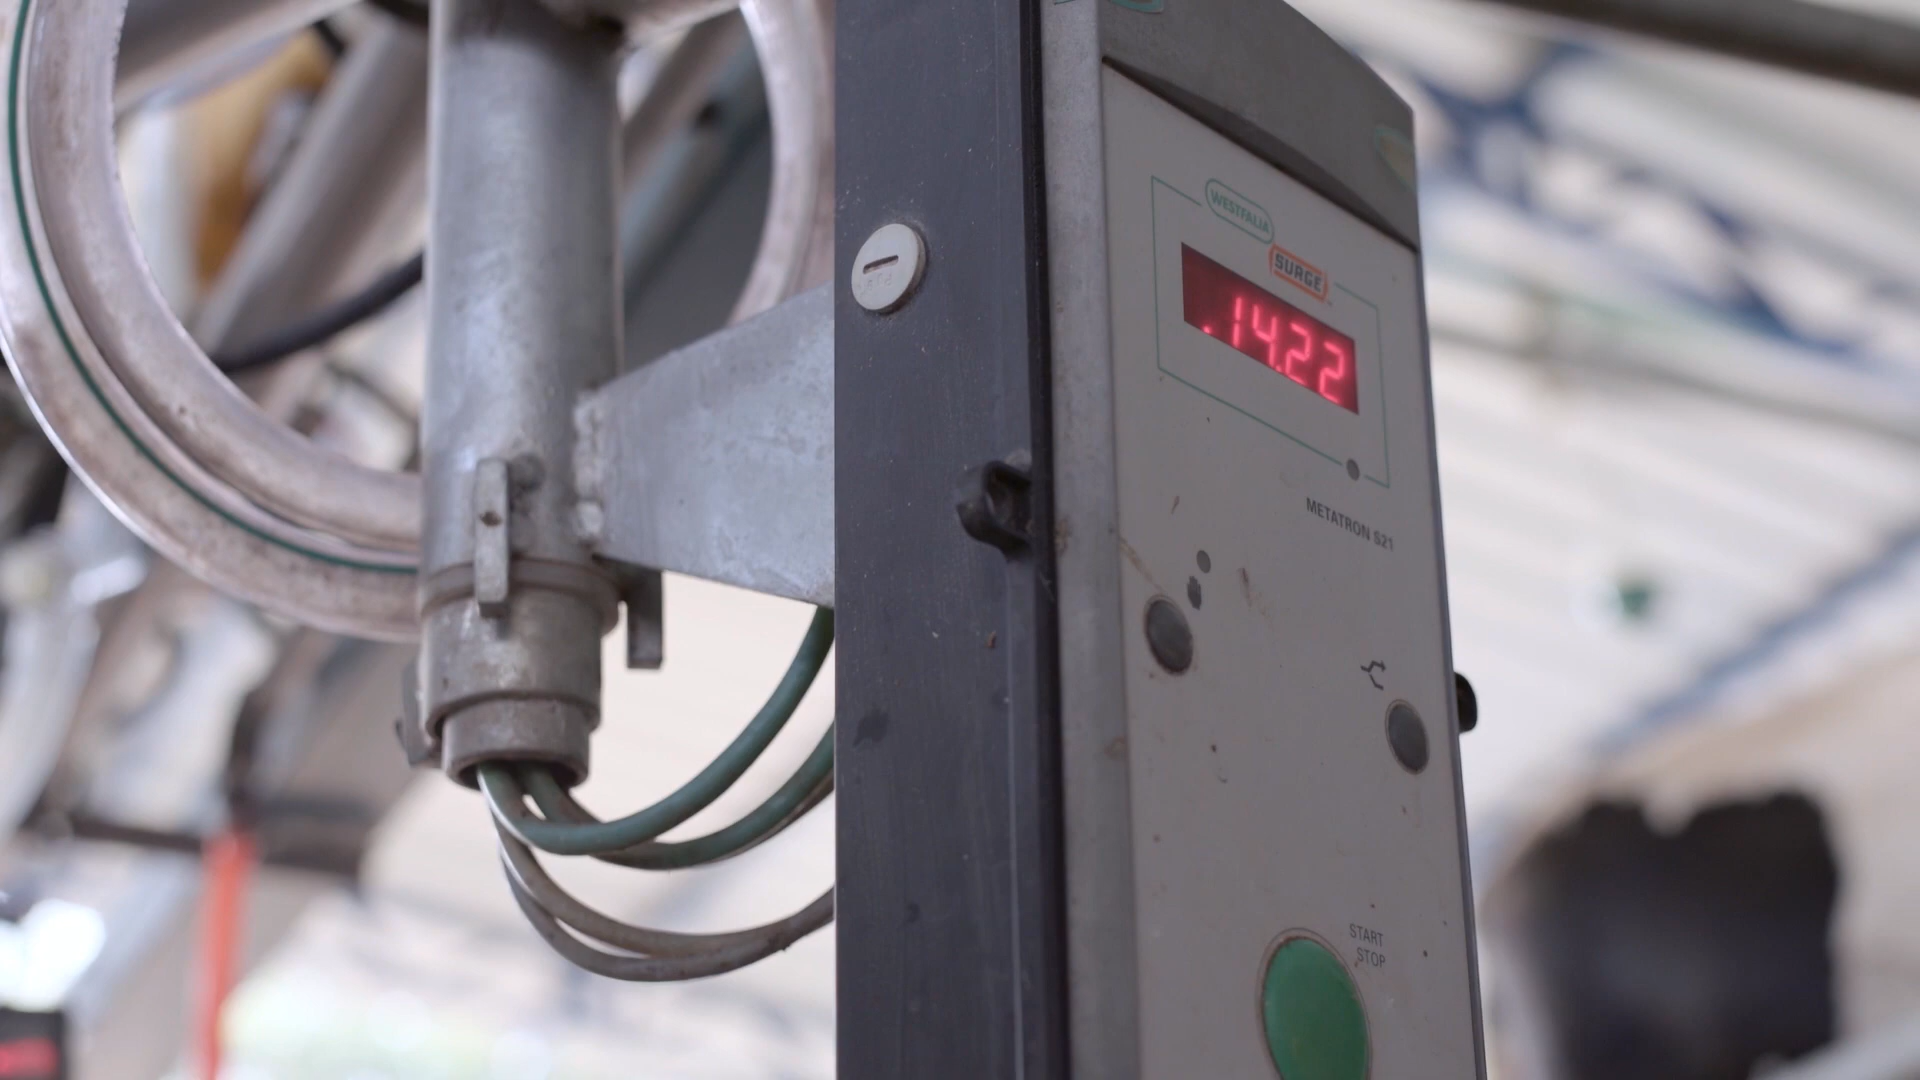 WESTFALIA
SURGE
.14.22
METATRON S21
START
STOP